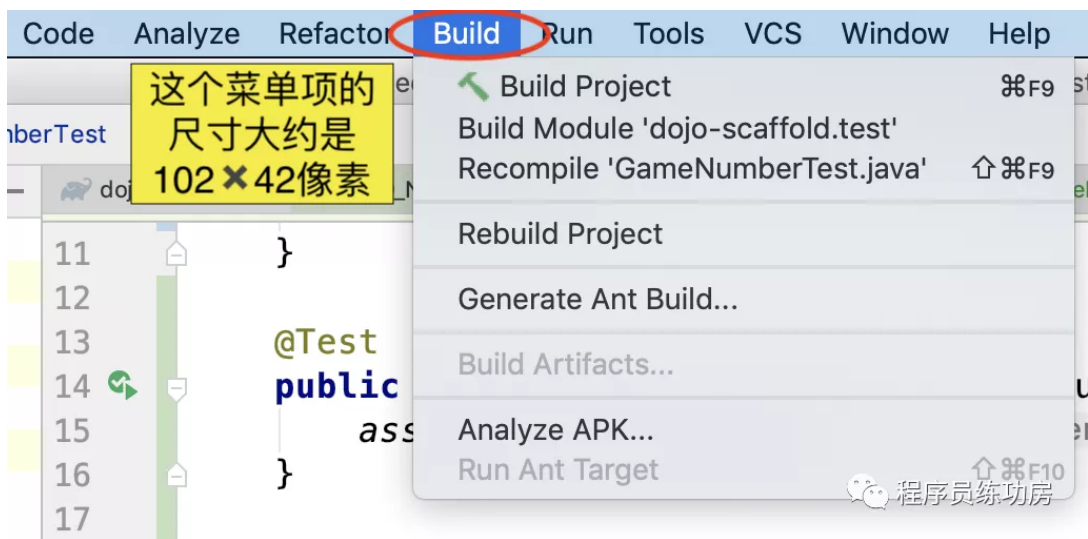 Code Analyze Refactor Build Run Tools VCS Window Help
这个菜单项的
尺寸大约是
102×42像素
Build Project ⌘F9
Build Module 'dojo-scaffold.test'
Recompile 'GameNumberTest.java' ⇧⌘F9
Rebuild Project
Generate Ant Build...
Build Artifacts...
Analyze APK...
Run Ant Target ⇧⌘F10
nberTest
doj
11 }
12
13 @Test
14 public
15 ass
16 }
17
程序员练功房